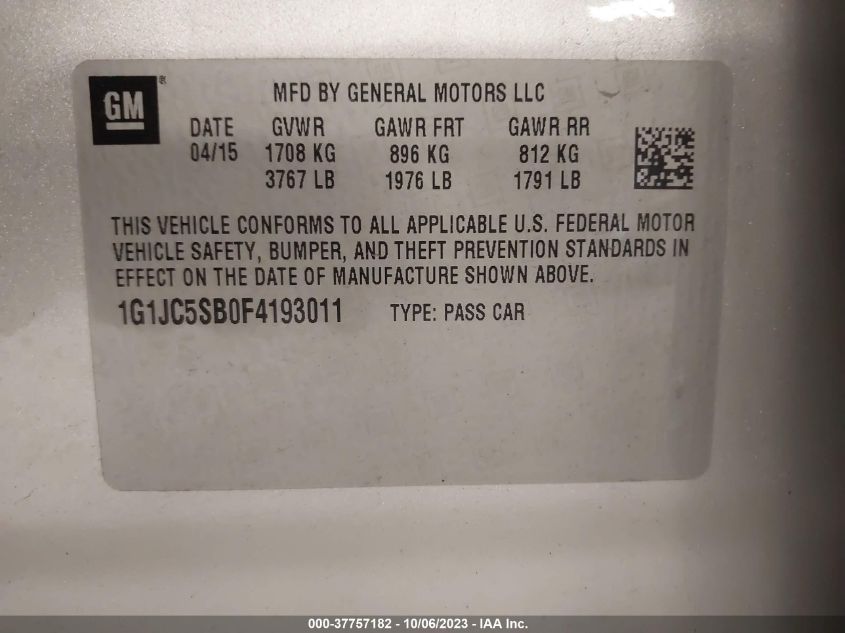 GM ®
MFD BY GENERAL MOTORS LLC
DATE GVWR GAWR FRT GAWR RR
04/15 1708 KG 896 KG 812 KG
3767 LB 1976 LB 1791 LB
THIS VEHICLE CONFORMS TO ALL APPLICABLE U.S. FEDERAL MOTOR
VEHICLE SAFETY, BUMPER, AND THEFT PREVENTION STANDARDS IN
EFFECT ON THE DATE OF MANUFACTURE SHOWN ABOVE.
1G1JC5SB0F4193011 TYPE: PASS CAR
000-37757182 - 10/06/2023 - IAA Inc.